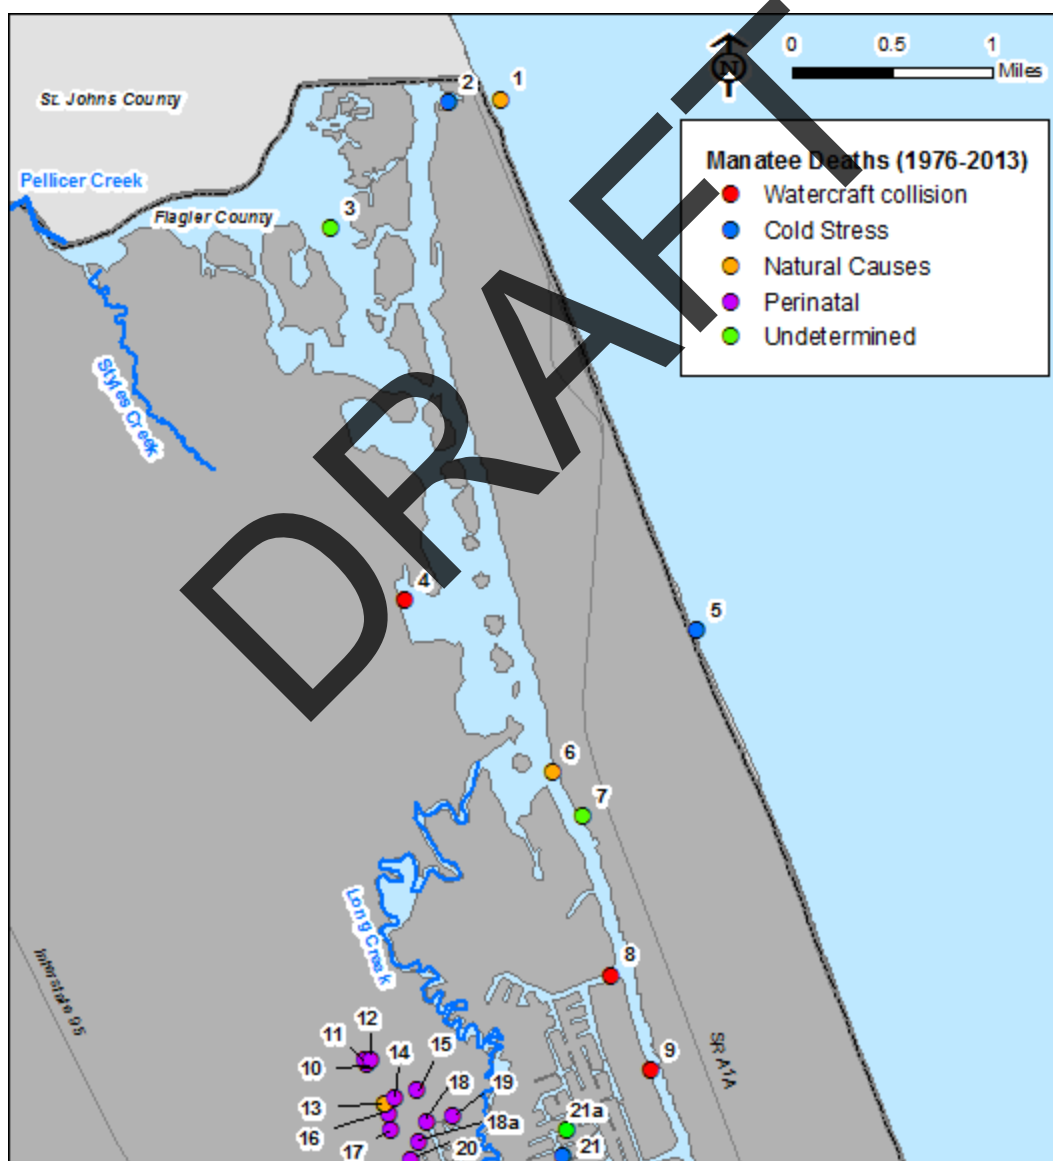 0 0.5 1
Miles
N
1
2
St. Johns County
Manatee Deaths (1976-2013)
Pellicer Creek
Watercraft collision
Flagler County
3
Cold Stress
Natural Causes
Perinatal
Undetermined
Styles Creek
DRAFT
4
5
6
7
Long Creek
8
Interstate 95
12
11
14
15
9
SR A1A
10
13
18
19
21a
16
18a
17
20
21